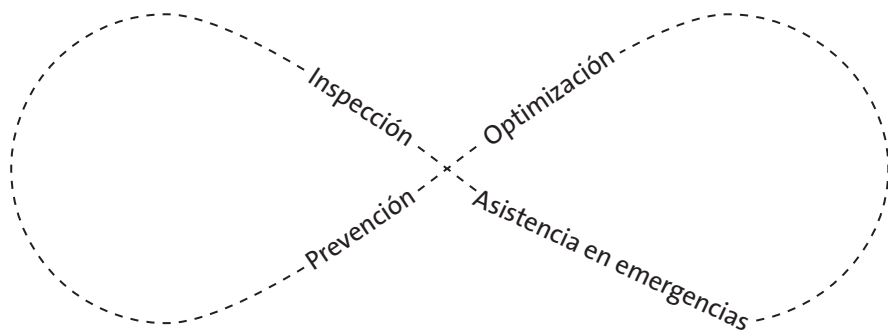 Inspección
Optimización
Prevención
Asistencia en emergencias